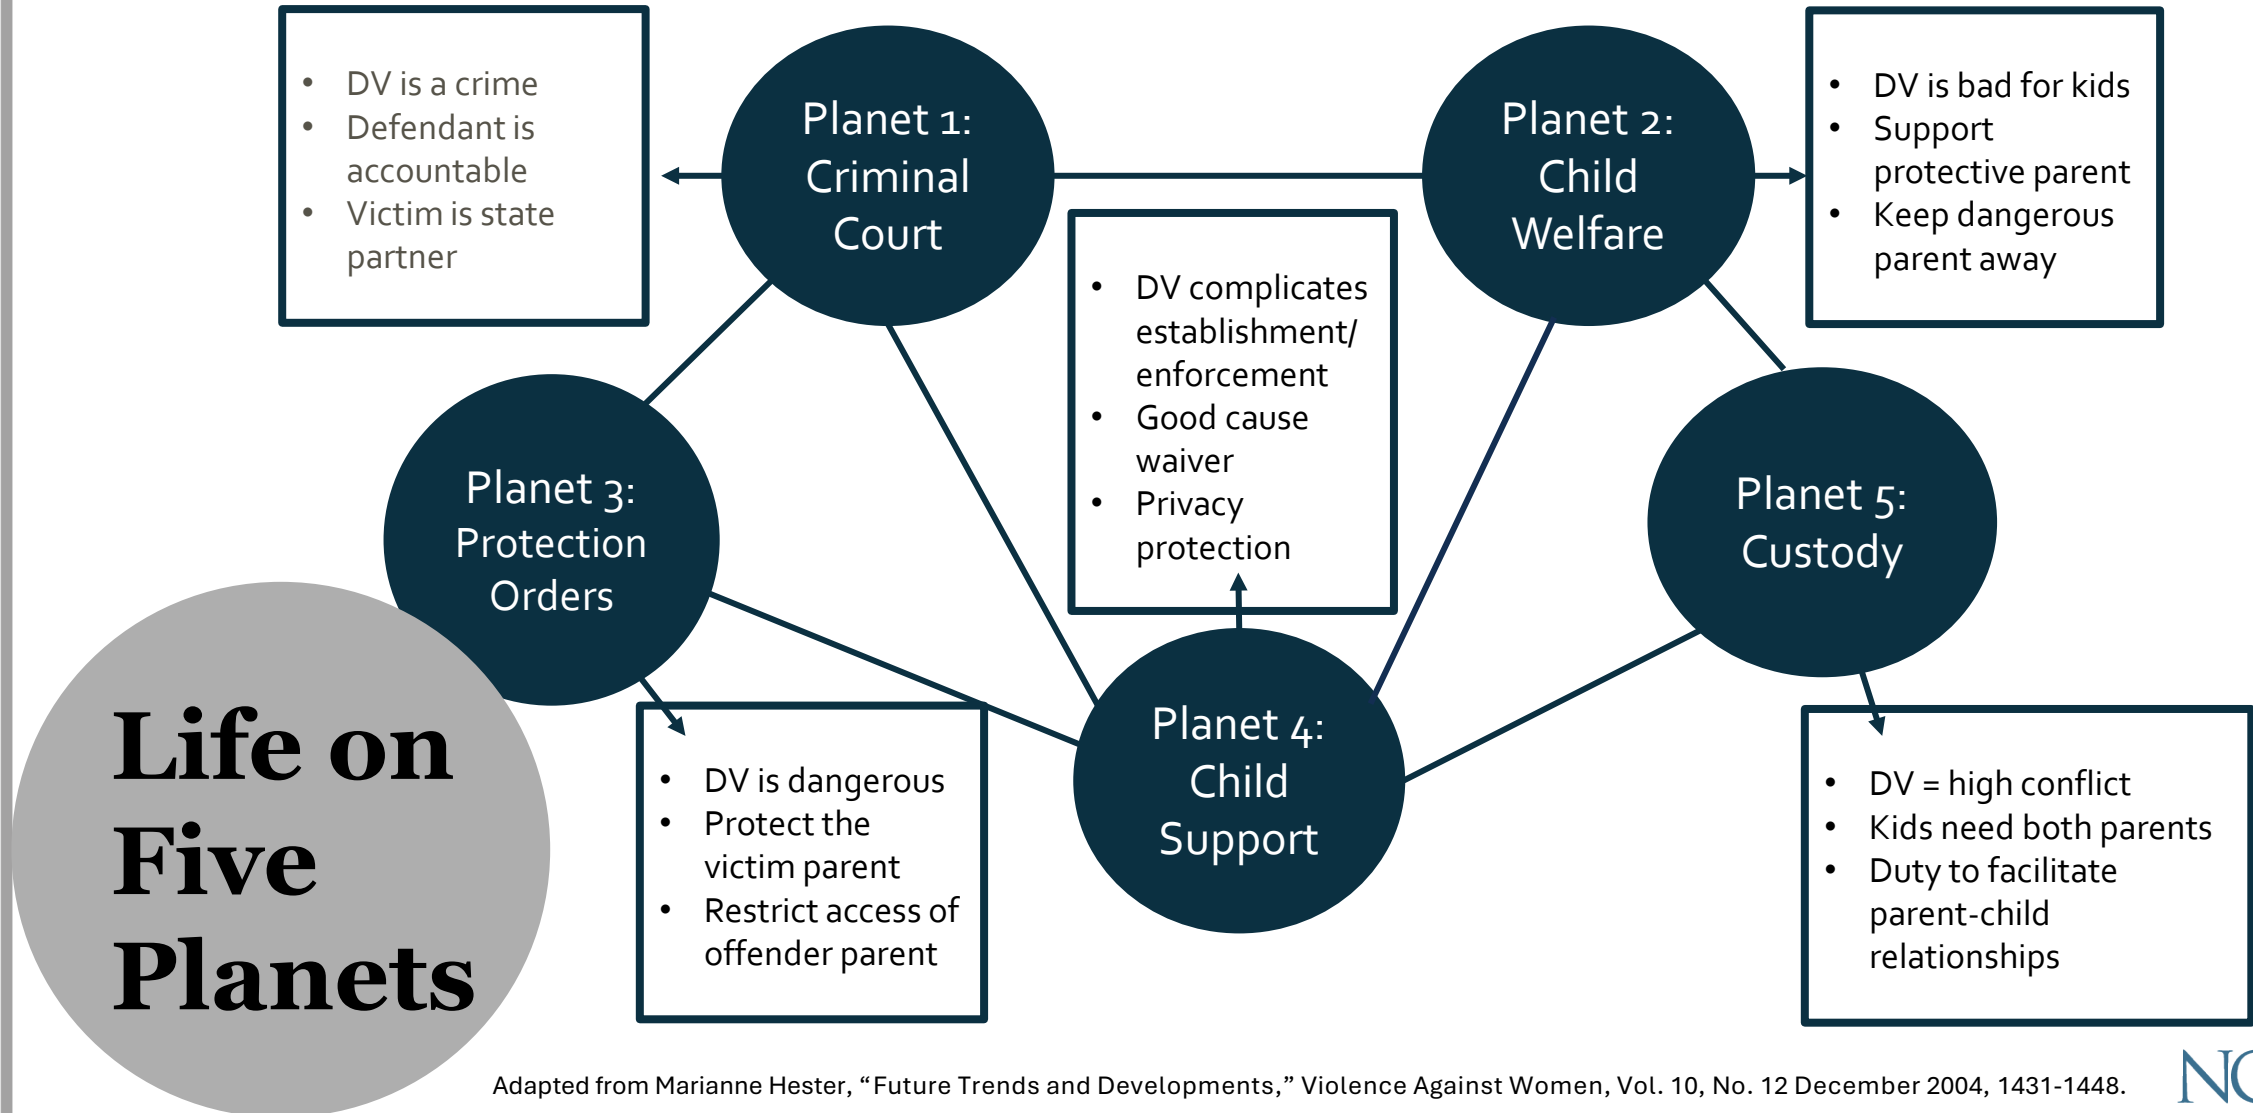 • DV is a crime
• Defendant is
accountable
• Victim is state
partner
Planet 1:
Criminal
Court
Planet 2:
Child
Welfare
• DV is bad for kids
• Support
protective parent
• Keep dangerous
parent away
• DV complicates
establishment/
enforcement
• Good cause
waiver
• Privacy
protection
Planet 3:
Protection
Orders
Planet 5:
Custody
Life on
Five
Planets
• DV is dangerous
• Protect the
victim parent
• Restrict access of
offender parent
Planet 4:
Child
Support
• DV = high conflict
• Kids need both parents
• Duty to facilitate
parent-child
relationships
Adapted from Marianne Hester, “Future Trends and Developments,” Violence Against Women, Vol. 10, No. 12 December 2004, 1431-1448.